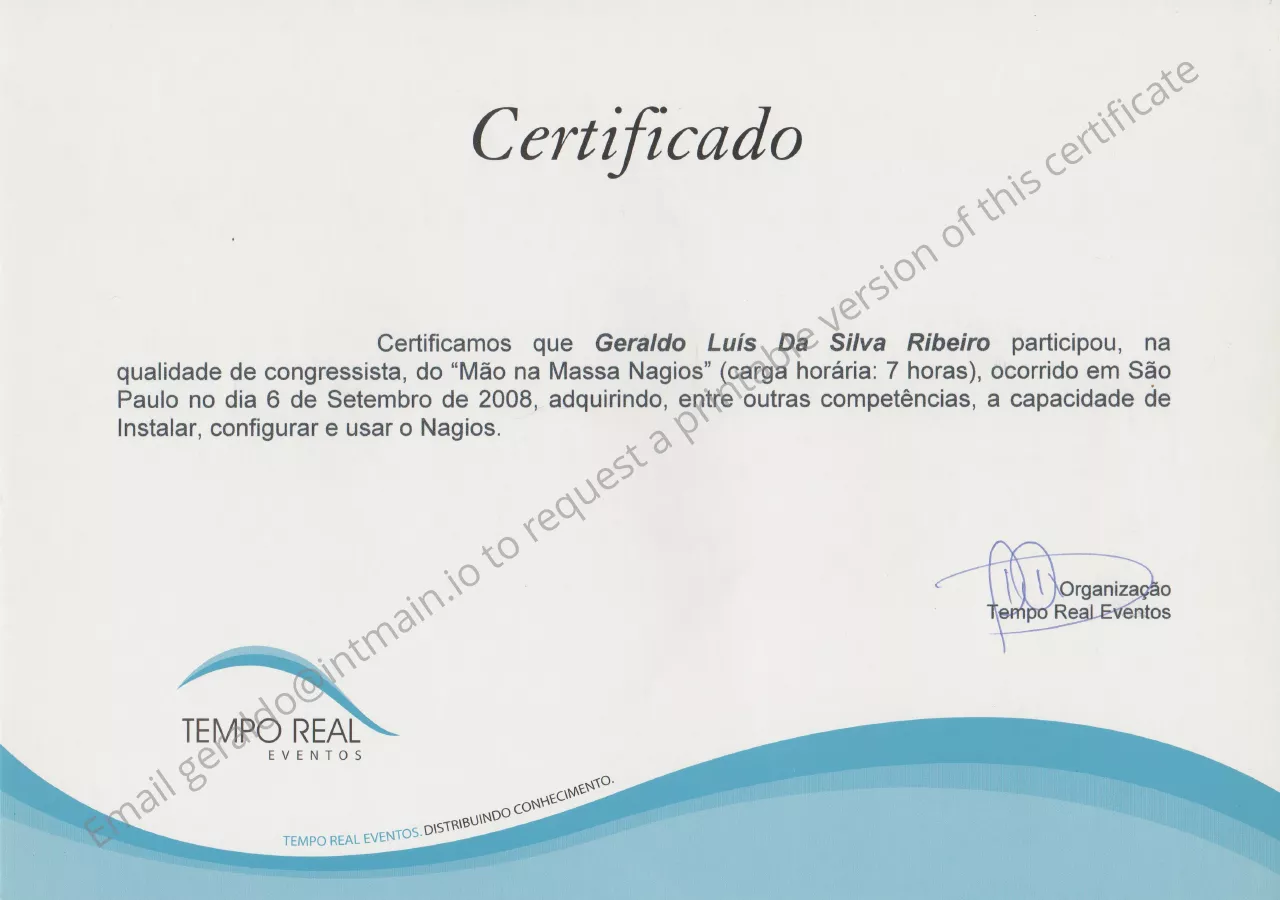 Certificado
Certificamos que Geraldo Luís Da Silva Ribeiro participou, na
qualidade de congressista, do “Mão na Massa Nagios” (carga horária: 7 horas), ocorrido em São
Paulo no dia 6 de Setembro de 2008, adquirindo, entre outras competências, a capacidade de
Instalar, configurar e usar o Nagios.
Organização
Tempo Real Eventos
TEMPO REAL
EVENTOS
TEMPO REAL EVENTOS. DISTRIBUINDO CONHECIMENTO.
Email geraldo@intmain.io to request a printable version of this certificate